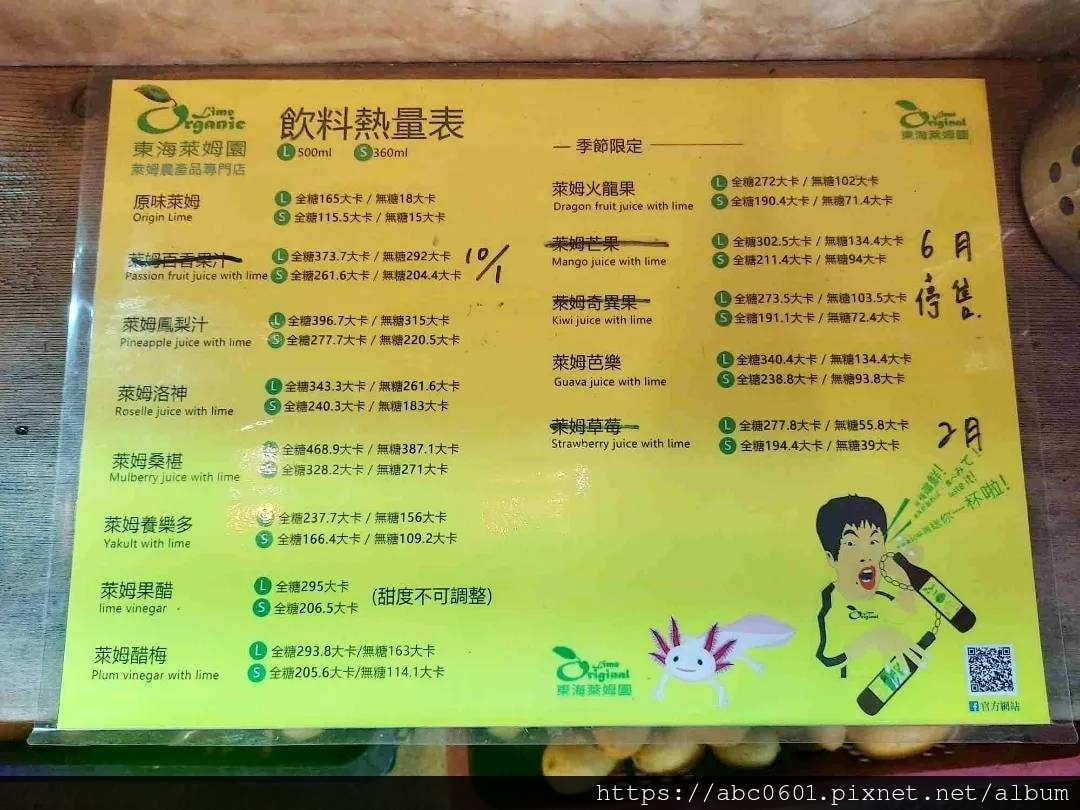 Lime
Organic
東海萊姆園
萊姆農產品專門店
飲料熱量表
L 500ml S 360ml
原味萊姆
Origin Lime
L 全糖165大卡 / 無糖18大卡
S 全糖115.5大卡 / 無糖15大卡
萊姆百香果汁
Passion fruit juice with lime
L 全糖373.7大卡 / 無糖292大卡
S 全糖261.6大卡 / 無糖204.4大卡
10/1
萊姆鳳梨汁
Pineapple juice with lime
L 全糖396.7大卡 / 無糖315大卡
S 全糖277.7大卡 / 無糖220.5大卡
萊姆洛神
Roselle juice with lime
L 全糖343.3大卡 / 無糖261.6大卡
S 全糖240.3大卡 / 無糖183大卡
萊姆桑椹
Mulberry juice with lime
全糖468.9大卡 / 無糖387.1大卡
全糖328.2大卡 / 無糖271大卡
萊姆養樂多
Yakult with lime
L 全糖237.7大卡 / 無糖156大卡
S 全糖166.4大卡 / 無糖109.2大卡
萊姆果醋
lime vinegar
L 全糖295大卡
S 全糖206.5大卡
(甜度不可調整)
萊姆醋梅
Plum vinegar with lime
L 全糖293.8大卡/無糖163大卡
S 全糖205.6大卡/無糖114.1大卡
— 季節限定 —
Lime
Original
東海萊姆園
萊姆火龍果
Dragon fruit juice with lime
L 全糖272大卡 / 無糖102大卡
S 全糖190.4大卡 / 無糖71.4大卡
萊姆芒果
Mango juice with lime
L 全糖302.5大卡 / 無糖134.4大卡
S 全糖211.4大卡 / 無糖94大卡
6月
停售.
萊姆奇異果
Kiwi juice with lime
L 全糖273.5大卡 / 無糖103.5大卡
S 全糖191.1大卡 / 無糖72.4大卡
萊姆芭樂
Guava juice with lime
L 全糖340.4大卡 / 無糖134.4大卡
S 全糖238.8大卡 / 無糖93.8大卡
萊姆草莓
Strawberry juice with lime
L 全糖277.8大卡 / 無糖55.8大卡
S 全糖194.4大卡 / 無糖39大卡
2月
送你一杯啦!
Lime
Original
Lime
Original
東海萊姆園
f 官方網站
https://abc0601.pixnet.net/album